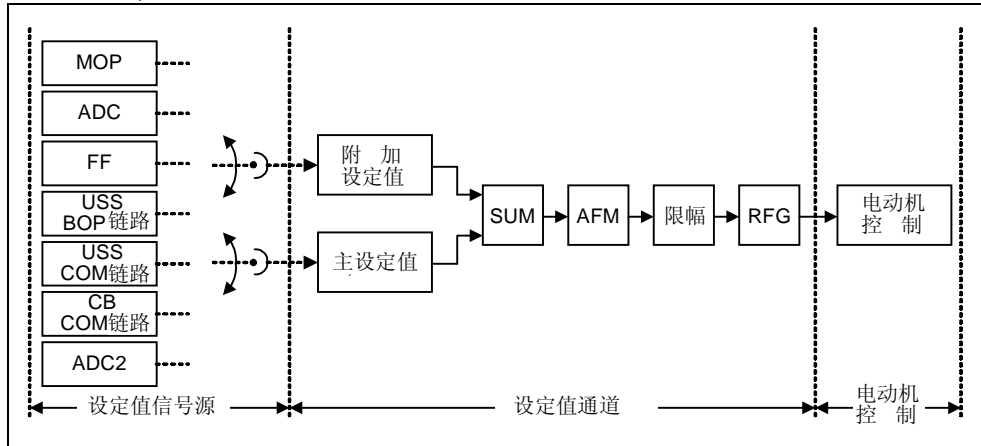 MOP
ADC
FF
USS
BOP链路
USS
COM链路
CB
COM链路
ADC2
附 加
设定值
主设定值
SUM
AFM
限幅
RFG
电动机
控 制
设定值信号源
设定值通道
电动机
控 制